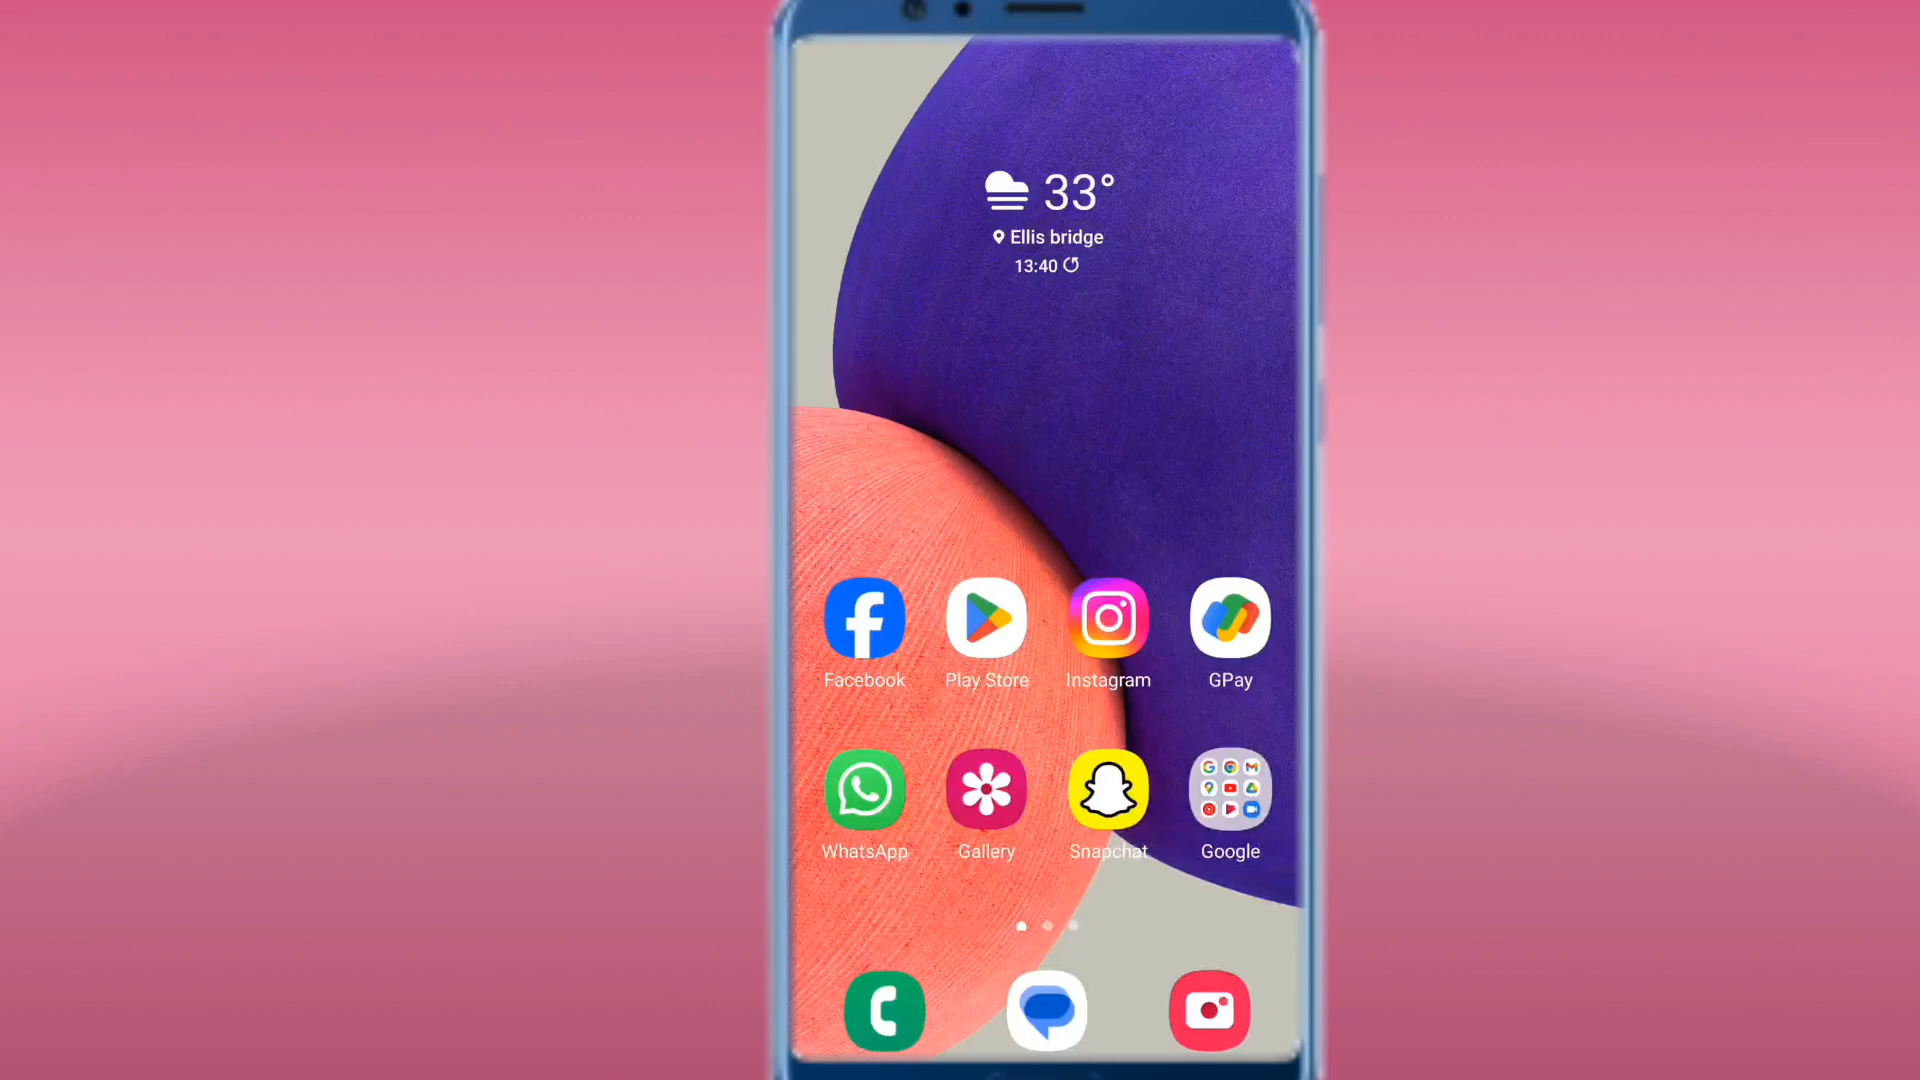 33°
Ellis bridge
13:40
Facebook Play Store Instagram GPay
WhatsApp Gallery Snapchat Google